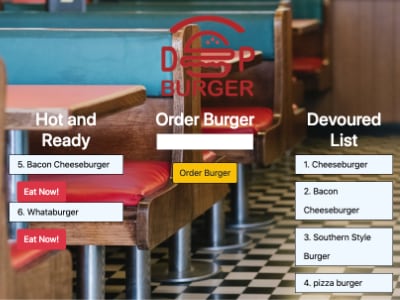 D P
BURGER
Hot and
Ready
5. Bacon Cheeseburger
Eat Now!
6. Whataburger
Eat Now!
Order Burger
Order Burger
Devoured
List
1. Cheeseburger
2. Bacon
Cheeseburger
3. Southern Style
Burger
4. pizza burger